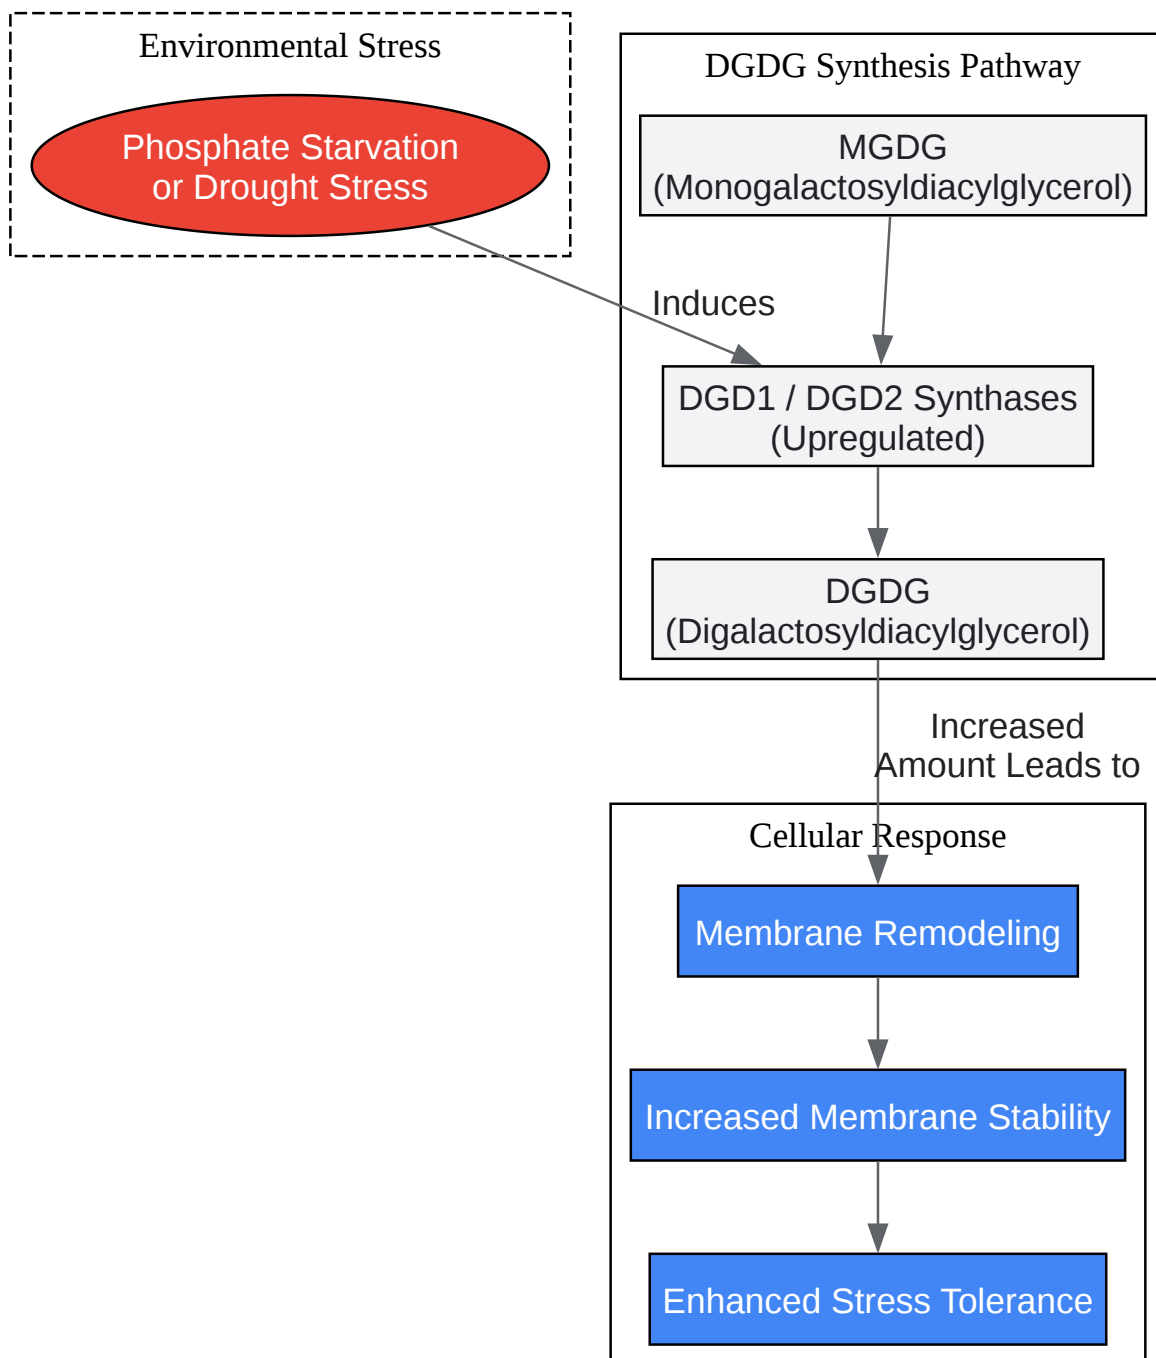 Environmental Stress
Phosphate Starvation
or Drought Stress
DGDG Synthesis Pathway
MGDG
(Monogalactosyldiacylglycerol)
Induces
DGD1 / DGD2 Synthases
(Upregulated)
DGDG
(Digalactosyldiacylglycerol)
Increased
Amount Leads to
Cellular Response
Membrane Remodeling
Increased Membrane Stability
Enhanced Stress Tolerance